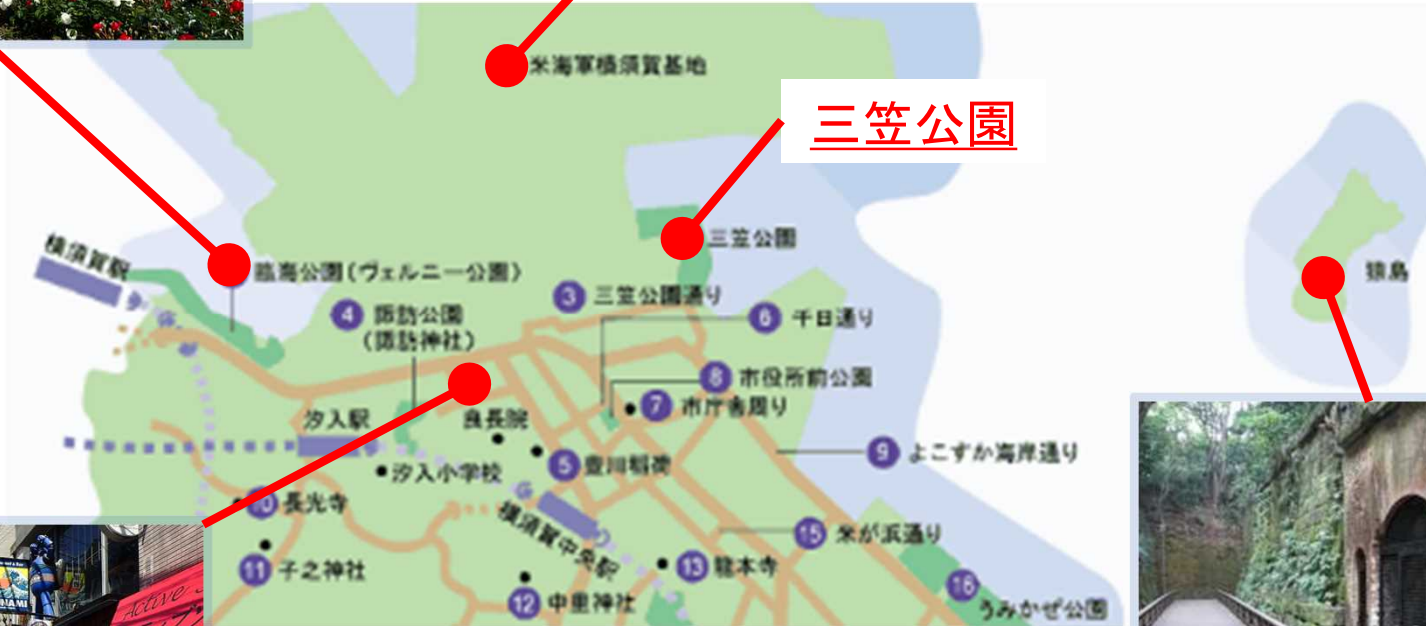 米海軍横須賀基地
三笠公園
三笠公園
横須賀駅
臨海公園(ヴェルニー公園)
猿島
3 三笠公園通り
4 諏訪公園
(諏訪神社)
6 千日通り
8 市役所前公園
7 市庁舎周り
汐入駅
良長院
9 よこすか海岸通り
5 豊川稲荷
汐入小学校
10 長光寺
横須賀中央駅
15 米が浜通り
11 子之神社
13 龍本寺
12 中里神社
16
うみかぜ公園
NAMI
Active